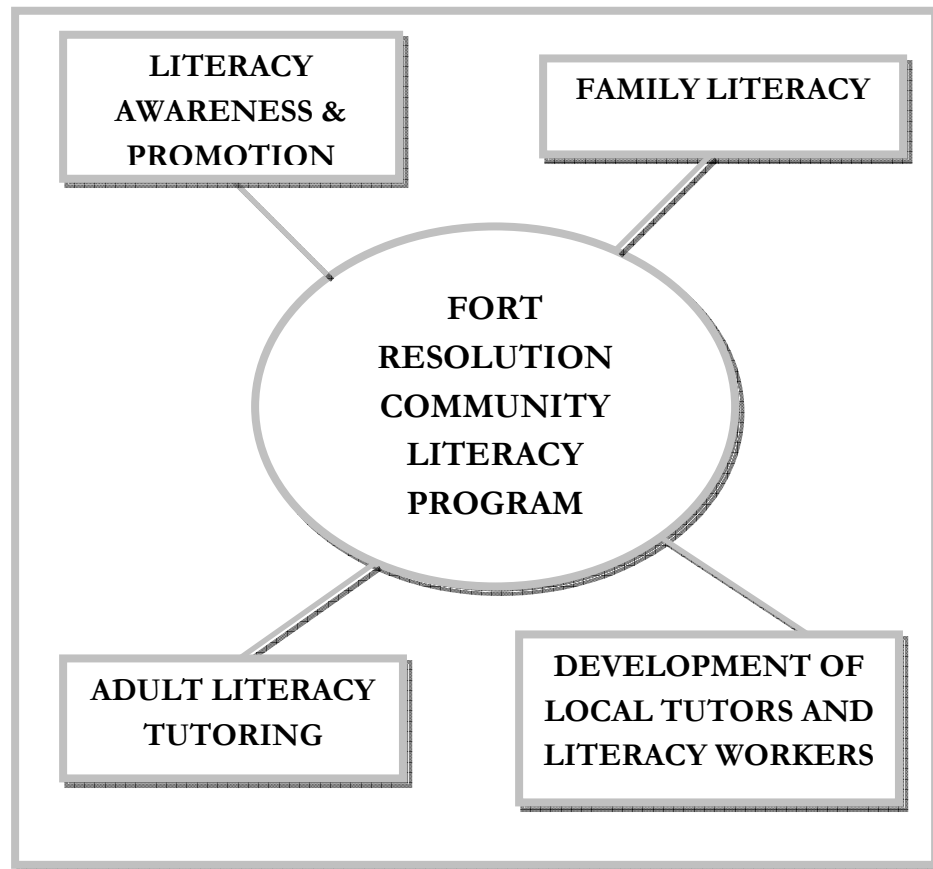 LITERACY
AWARENESS &
PROMOTION
FAMILY LITERACY
FORT
RESOLUTION
COMMUNITY
LITERACY
PROGRAM
ADULT LITERACY
TUTORING
DEVELOPMENT OF
LOCAL TUTORS AND
LITERACY WORKERS